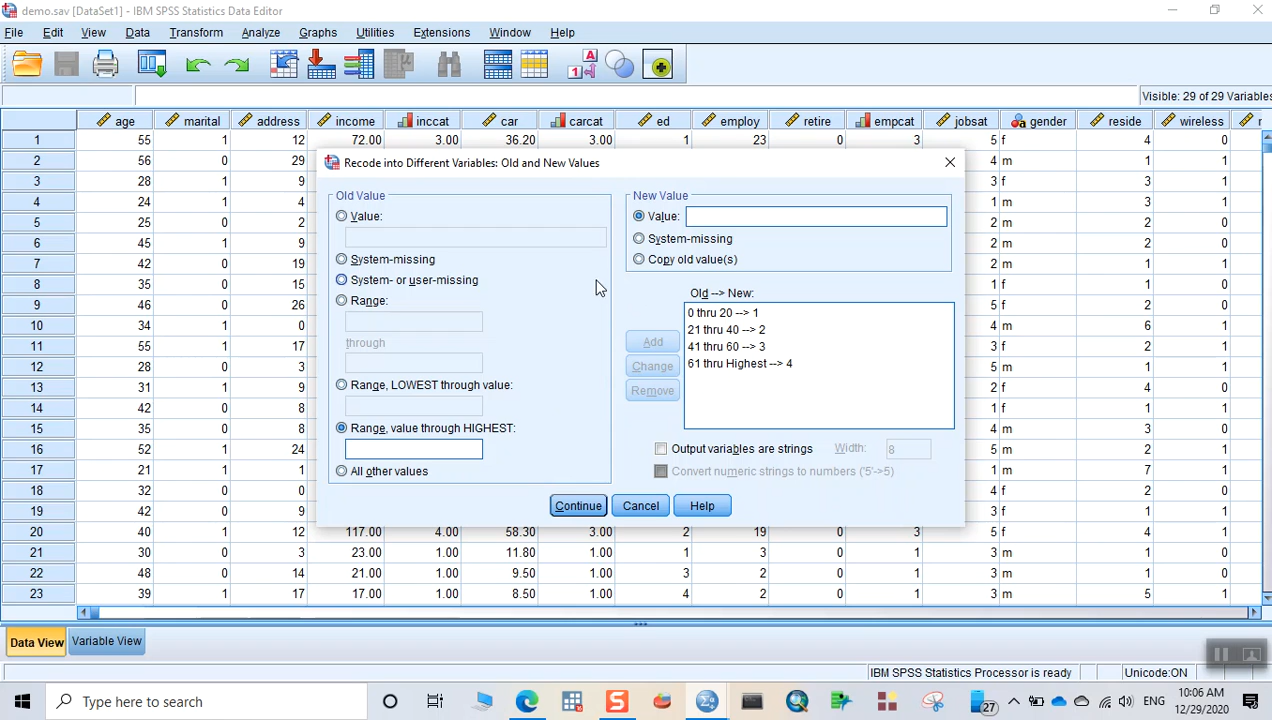 demo.sav [DataSet1] - IBM SPSS Statistics Data Editor
File Edit View Data Transform Analyze Graphs Utilities Extensions Window Help
Visible: 29 of 29 Variables
age marital address income inccat car carcat ed employ retire empcat jobsat gender reside wireless
1 55 1 12 72.00 3.00 36.20 3.00 1 23 0 3 5 f 4 0
Recode into Different Variables: Old and New Values
2 56 0 29 4 m 1 1
3 28 1 9 3 f 3 1
4 24 1 4 1 m 3 1
5 25 0 2 2 m 2 0
6 45 1 9 2 m 2 0
7 42 0 19 2 m 1 1
8 35 0 15 1 f 1 0
9 46 0 26 5 f 2 0
10 34 1 0 4 m 6 1
11 55 1 17 3 f 2 0
12 28 0 3 1 m 1 0
13 31 1 9 4 f 2 0
14 42 0 8 1 f 1 1
15 35 0 8 4 m 3 0
16 52 1 24 5 m 2 0
17 21 1 1 1 m 7 1
18 32 0 0 4 f 2 0
19 42 0 9 5 m 1 0
20 40 1 12 117.00 4.00 58.30 3.00 2 19 0 3 5 f 4 1
21 30 0 3 23.00 1.00 11.80 1.00 1 3 0 1 3 m 1 0
22 48 0 14 21.00 1.00 9.50 1.00 3 2 0 1 3 m 1 0
23 39 1 17 17.00 1.00 8.50 1.00 4 2 0 1 3 m 5 1
Old Value
Value:
System-missing
System- or user-missing
Range:
through
Range, LOWEST through value:
Range, value through HIGHEST:
All other values
New Value
Value:
System-missing
Copy old value(s)
Old --> New:
0 thru 20 --> 1
21 thru 40 --> 2
41 thru 60 --> 3
61 thru Highest --> 4
Add
Change
Remove
Output variables are strings Width: 8
Convert numeric strings to numbers ('5'->5)
Continue Cancel Help
Data View Variable View
IBM SPSS Statistics Processor is ready Unicode:ON
Type here to search
27
ENG
10:06 AM
12/29/2020